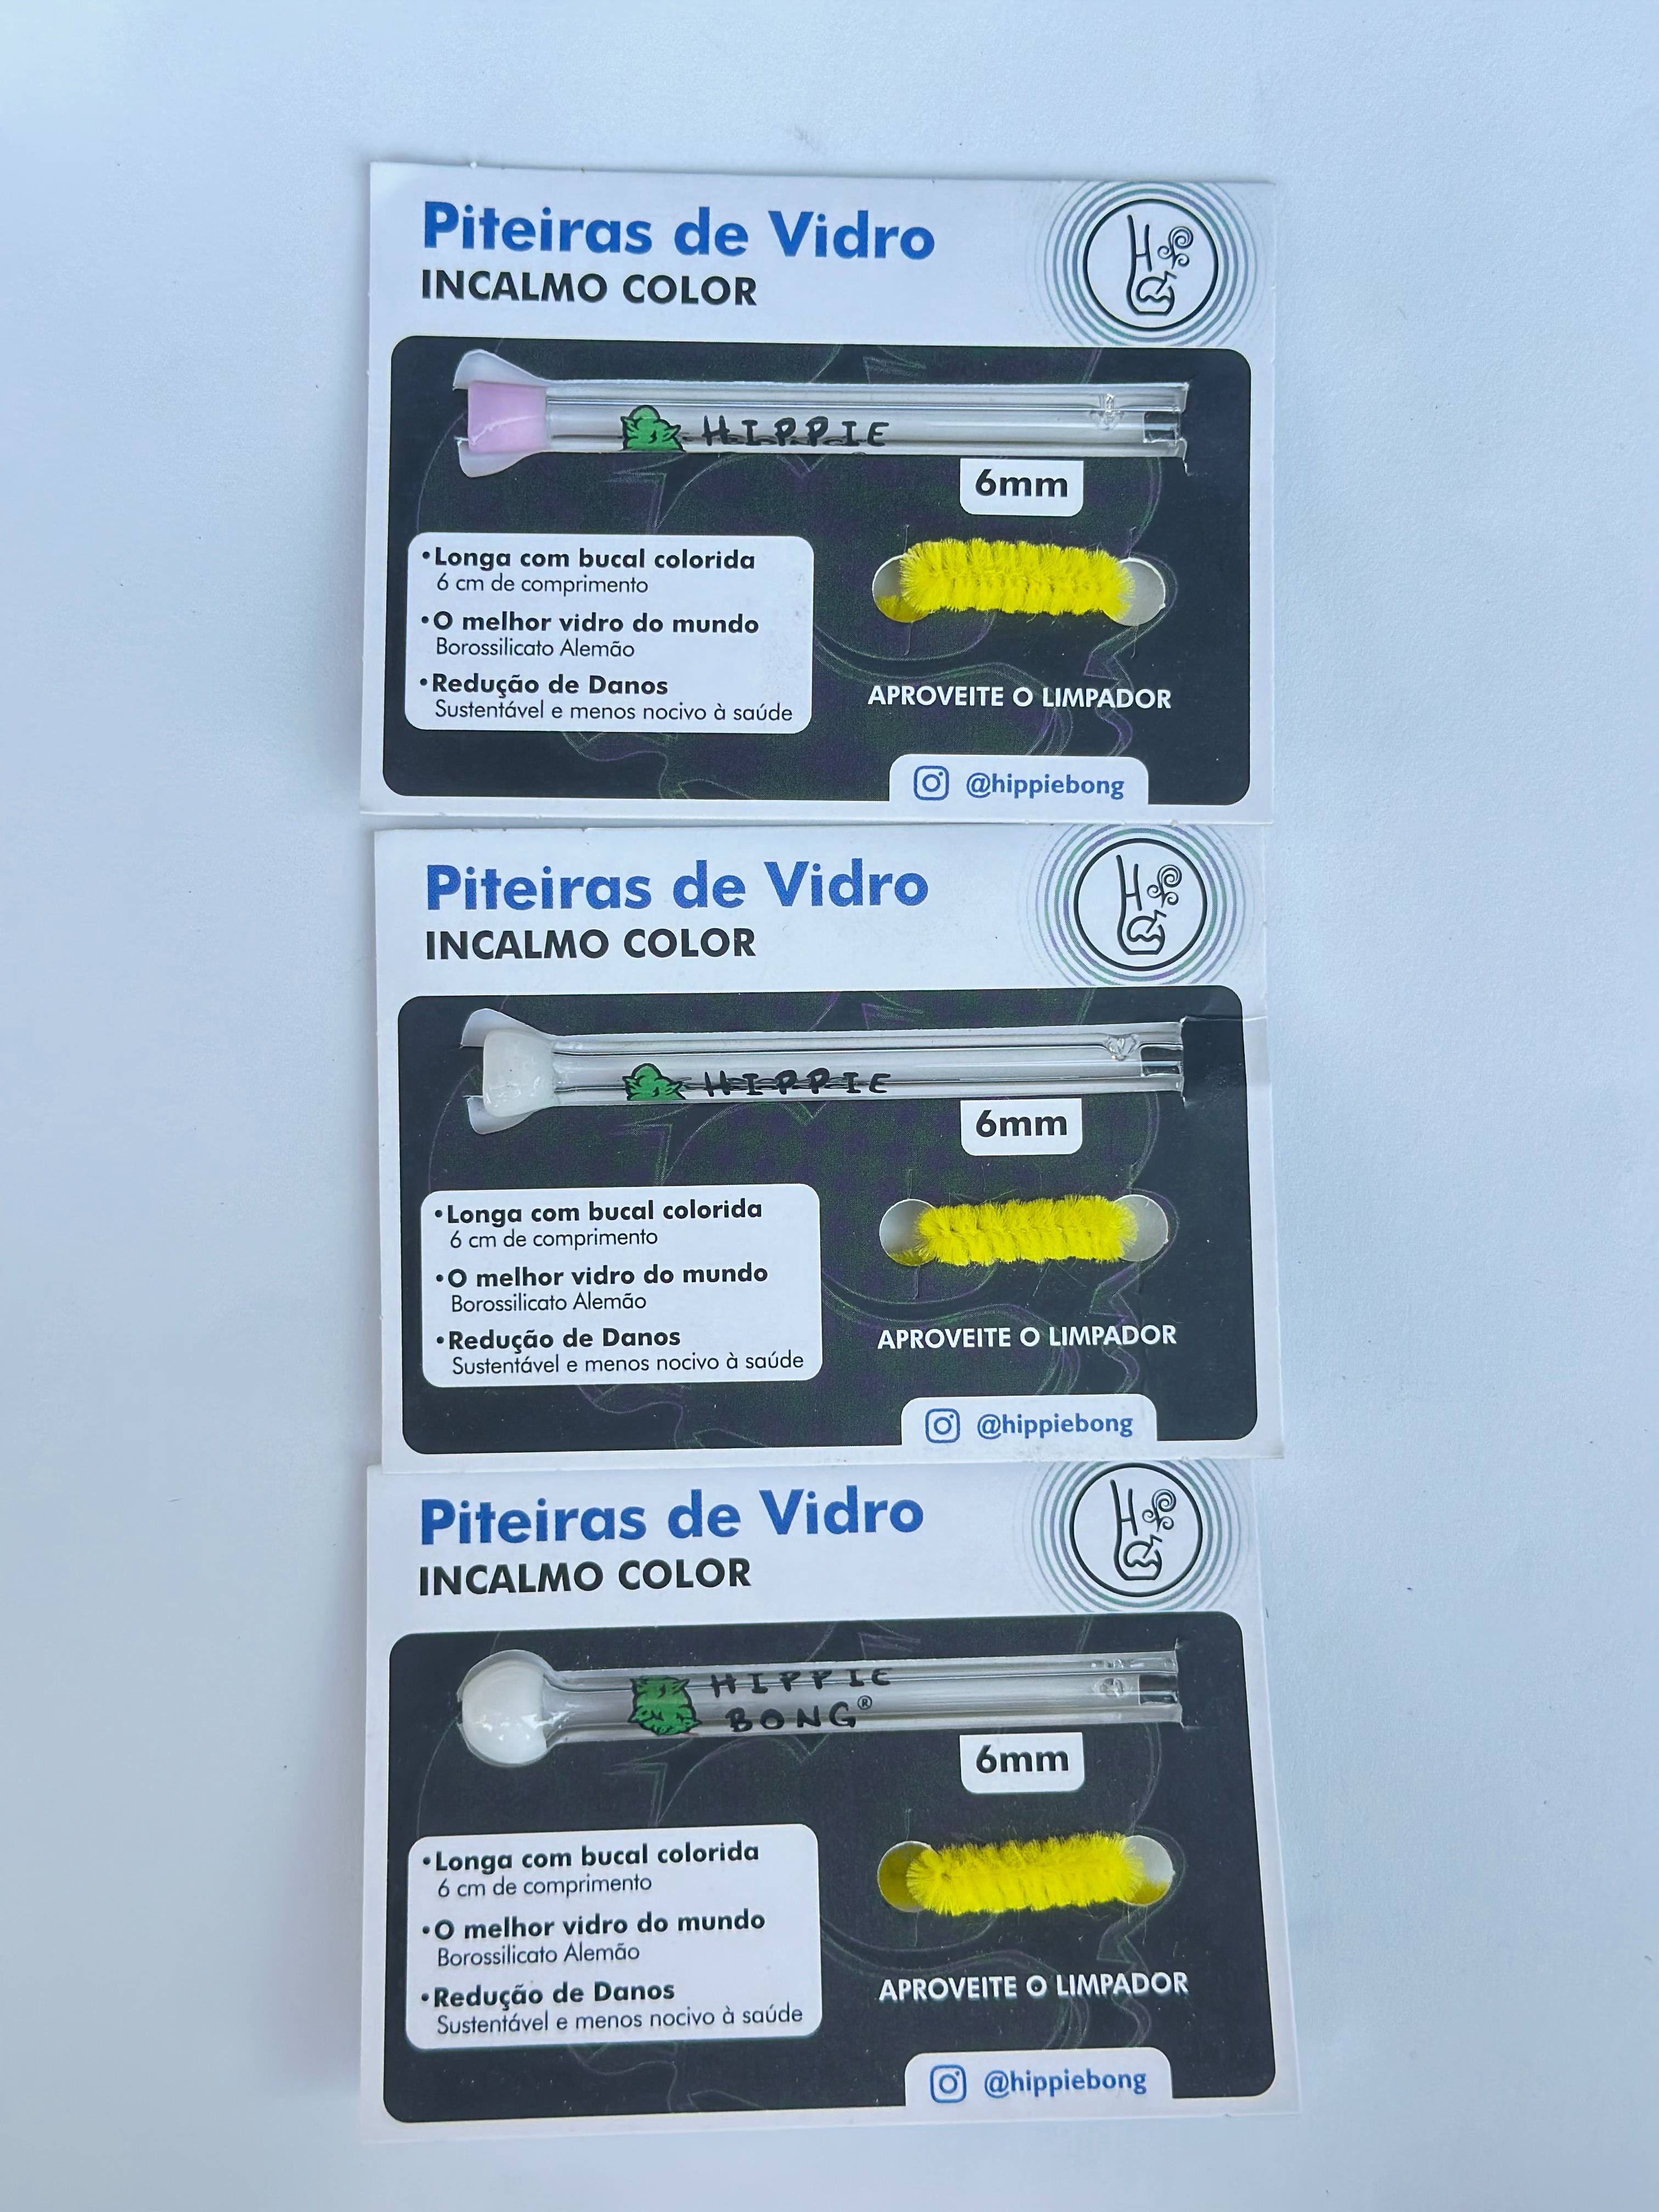 Piteiras de Vidro
INCALMO COLOR
H
HIPPIE
6mm
•Longa com bucal colorida
6 cm de comprimento
•O melhor vidro do mundo
Borossilicato Alemão
•Redução de Danos
Sustentável e menos nocivo à saúde
APROVEITE O LIMPADOR
@hippiebong
Piteiras de Vidro
INCALMO COLOR
H
HIPPIE
6mm
•Longa com bucal colorida
6 cm de comprimento
•O melhor vidro do mundo
Borossilicato Alemão
•Redução de Danos
Sustentável e menos nocivo à saúde
APROVEITE O LIMPADOR
@hippiebong
Piteiras de Vidro
INCALMO COLOR
H
HIPPIE
BONG®
6mm
•Longa com bucal colorida
6 cm de comprimento
•O melhor vidro do mundo
Borossilicato Alemão
•Redução de Danos
Sustentável e menos nocivo à saúde
APROVEITE O LIMPADOR
@hippiebong